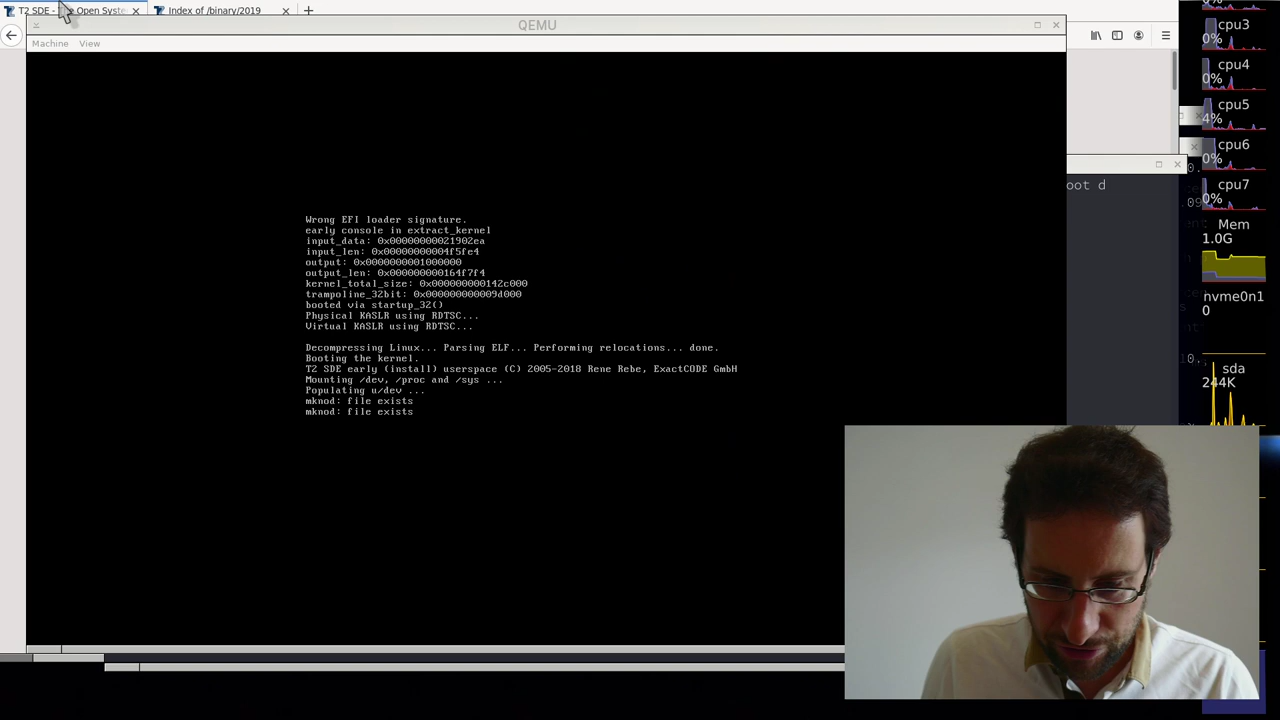 T2 SDE - The Open Syste
Index of /binary/2019
QEMU
Machine
View
Wrong EFI loader signature.
early console in extract_kernel
input_data: 0x00000000021902ea
input_len: 0x00000000004f5fe4
output: 0x0000000001000000
output_len: 0x000000000164f7f4
kernel_total_size: 0x000000000142c000
trampoline_32bit: 0x000000000009d000
booted via startup_32()
Physical KASLR using RDTSC...
Virtual KASLR using RDTSC...
Decompressing Linux... Parsing ELF... Performing relocations... done.
Booting the kernel.
T2 SDE early (install) userspace (C) 2005-2018 Rene Rebe, ExactCODE GmbH
Mounting /dev, /proc and /sys ...
Populating u/dev ...
mknod: file exists
mknod: file exists
oot d
0%
cpu3
0%
cpu4
0%
cpu5
4%
cpu6
0%
cpu7
0%
Mem
1.0G
nvme0n1
0
sda
244K